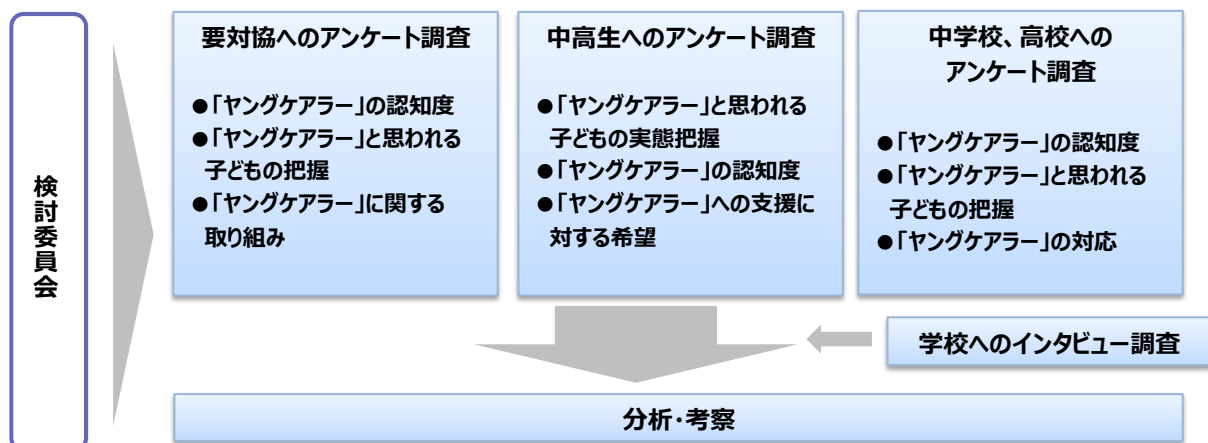 検討委員会
要対協へのアンケート調査
●「ヤングケアラー」の認知度
●「ヤングケアラー」と思われる
子どもの把握
●「ヤングケアラー」に関する
取り組み
中高生へのアンケート調査
●「ヤングケアラー」と思われる
子どもの実態把握
●「ヤングケアラー」の認知度
●「ヤングケアラー」への支援に
対する希望
中学校、高校への
アンケート調査
●「ヤングケアラー」の認知度
●「ヤングケアラー」と思われる
子どもの把握
●「ヤングケアラー」の対応
学校へのインタビュー調査
分析・考察